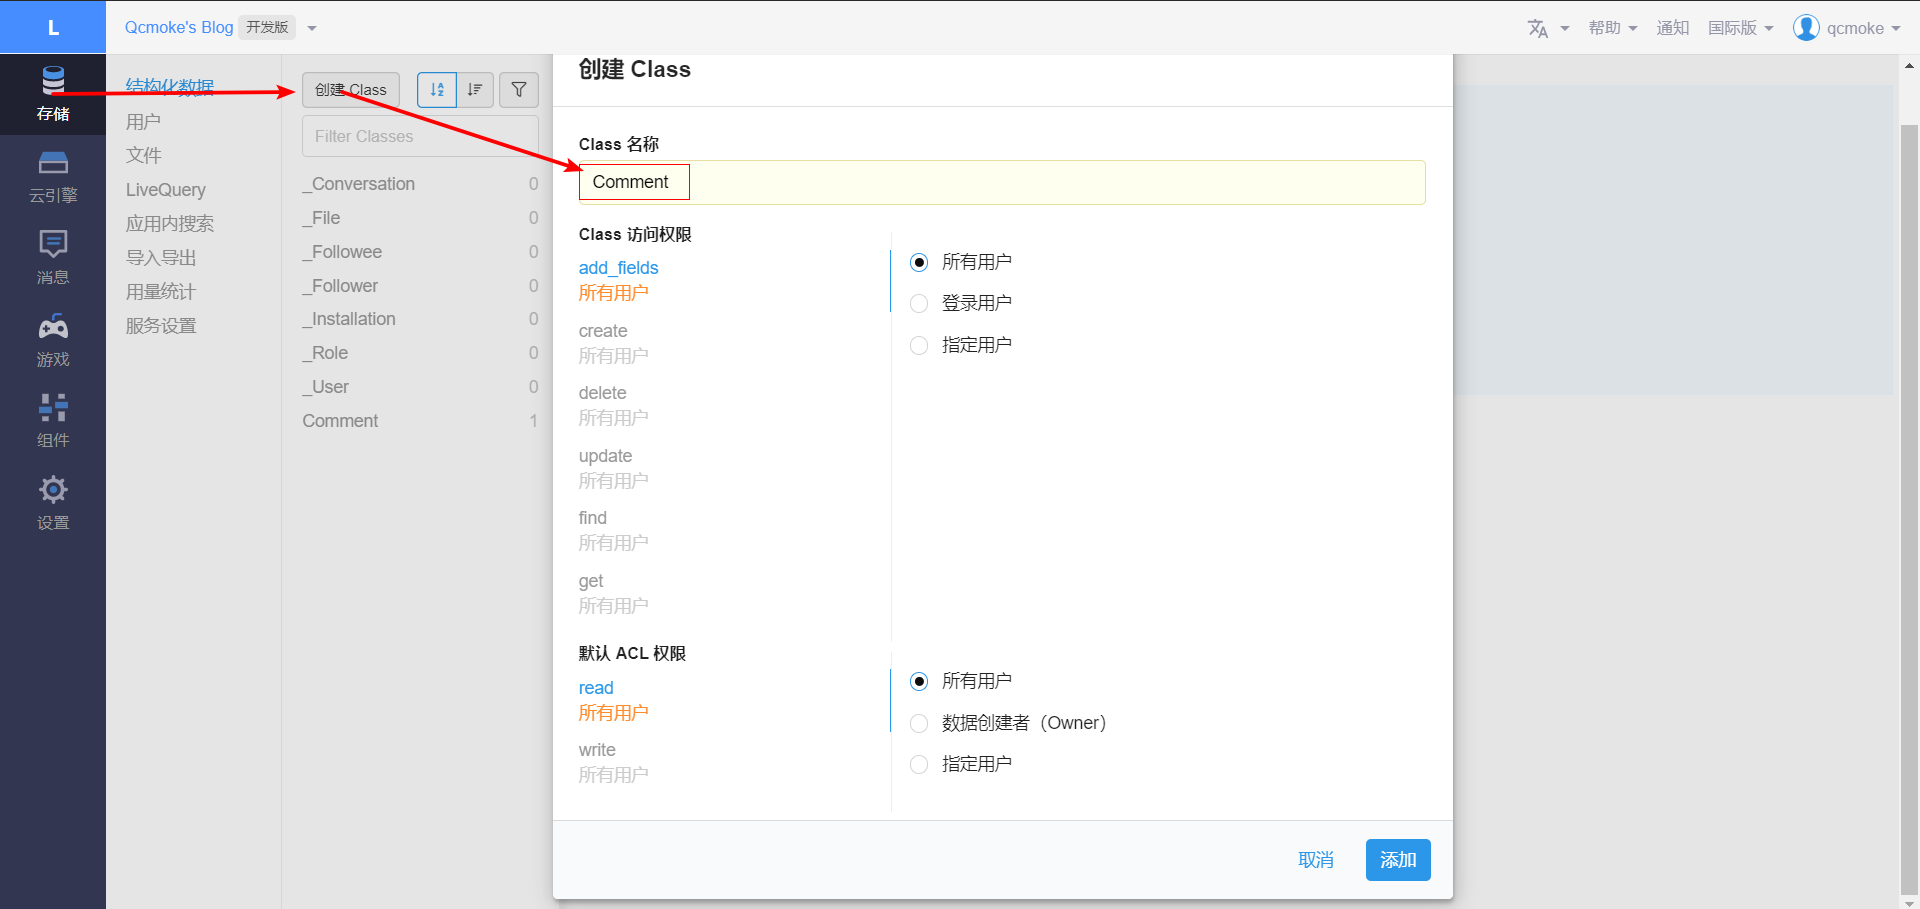 L
Qcmoke's Blog 开发版
帮助
通知
国际版
qcmoke
存储
云引擎
消息
游戏
组件
设置
结构化数据
用户
文件
LiveQuery
应用内搜索
导入导出
用量统计
服务设置
创建 Class
Filter Classes
_Conversation 0
_File 0
_Followee 0
_Follower 0
_Installation 0
_Role 0
_User 0
Comment 1
创建 Class
Class 名称
Comment
Class 访问权限
add_fields
所有用户
create
所有用户
delete
所有用户
update
所有用户
find
所有用户
get
所有用户
所有用户
登录用户
指定用户
默认 ACL 权限
read
所有用户
write
所有用户
所有用户
数据创建者（Owner）
指定用户
取消
添加